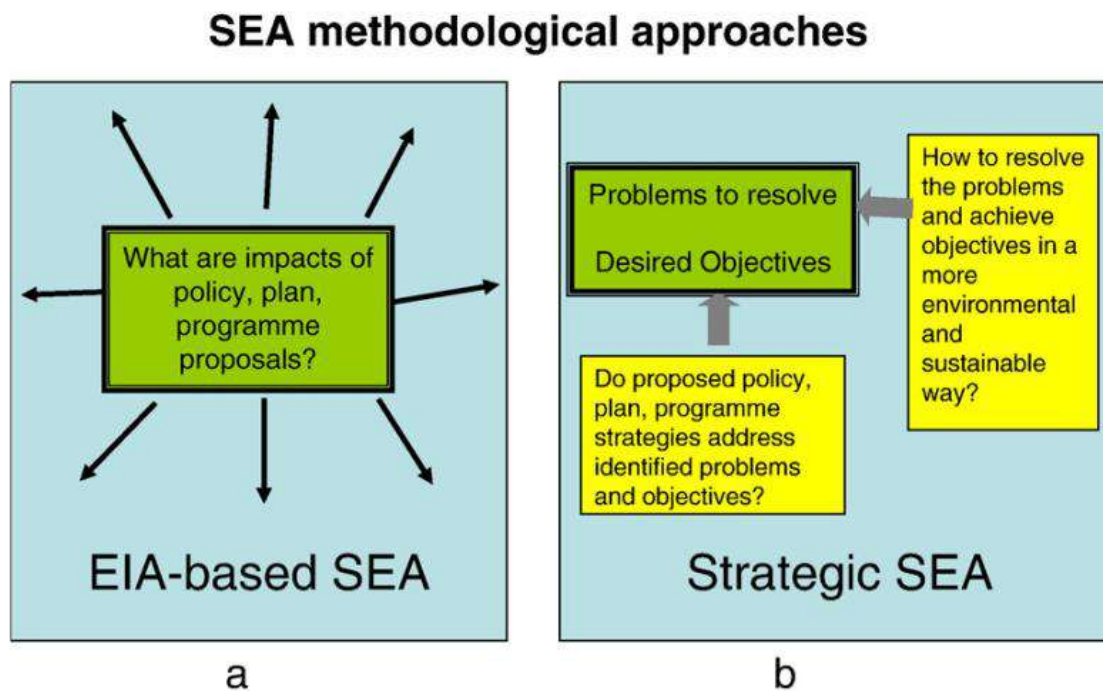 SEA methodological approaches
What are impacts of
policy, plan,
programme
proposals?
EIA-based SEA
a
Problems to resolve
Desired Objectives
How to resolve
the problems
and achieve
objectives in a
more
environmental
and
sustainable
way?
Do proposed policy,
plan, programme
strategies address
identified problems
and objectives?
Strategic SEA
b